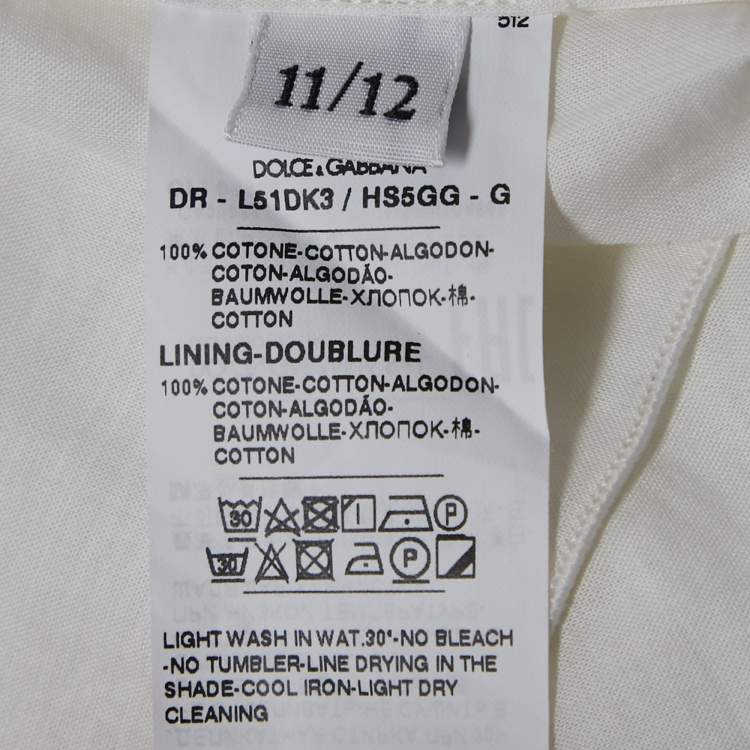 512
11/12
DOLCE & GABBANA
DR - L51DK3 / HS5GG - G
100% COTONE-COTTON-ALGODON-
COTON-ALGODÃO-
BAUMWOLLE-ХЛОПОК-棉-
COTTON
LINING-DOUBLURE
100% COTONE-COTTON-ALGODON-
COTON-ALGODÃO-
BAUMWOLLE-ХЛОПОК-棉-
COTTON
30 P
30 P
LIGHT WASH IN WAT.30°-NO BLEACH
-NO TUMBLER-LINE DRYING IN THE
SHADE-COOL IRON-LIGHT DRY
CLEANING